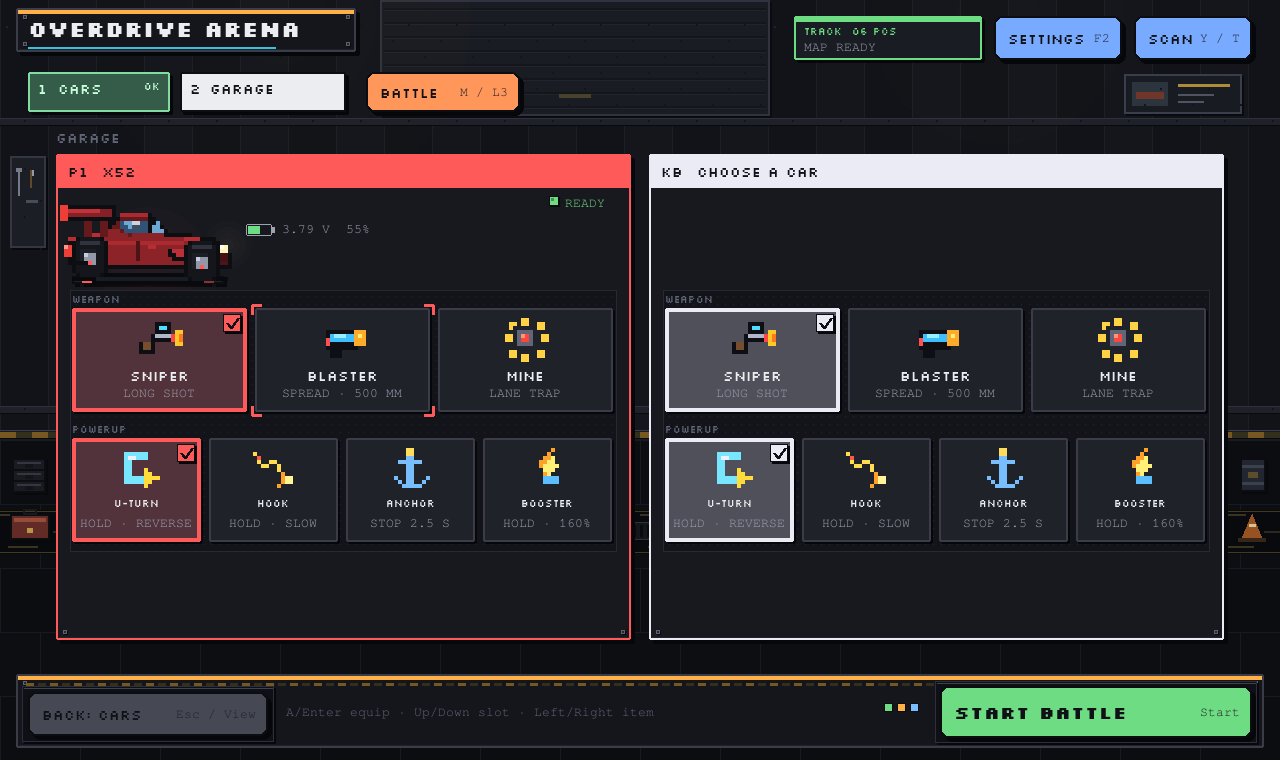 OVERDRIVE ARENA
TRACK 06 POS
MAP READY
SETTINGS F2
SCAN Y / T
1 CARS OK
2 GARAGE
BATTLE M / L3
GARAGE
P1 X52
READY
3.79 V 55%
WEAPON
SNIPER
LONG SHOT
BLASTER
SPREAD · 500 MM
MINE
LANE TRAP
POWERUP
U-TURN
HOLD · REVERSE
HOOK
HOLD · SLOW
ANCHOR
STOP 2.5 S
BOOSTER
HOLD · 160%
KB CHOOSE A CAR
WEAPON
SNIPER
LONG SHOT
BLASTER
SPREAD · 500 MM
MINE
LANE TRAP
POWERUP
U-TURN
HOLD · REVERSE
HOOK
HOLD · SLOW
ANCHOR
STOP 2.5 S
BOOSTER
HOLD · 160%
BACK: CARS Esc / View
A/Enter equip · Up/Down slot · Left/Right item
START BATTLE Start